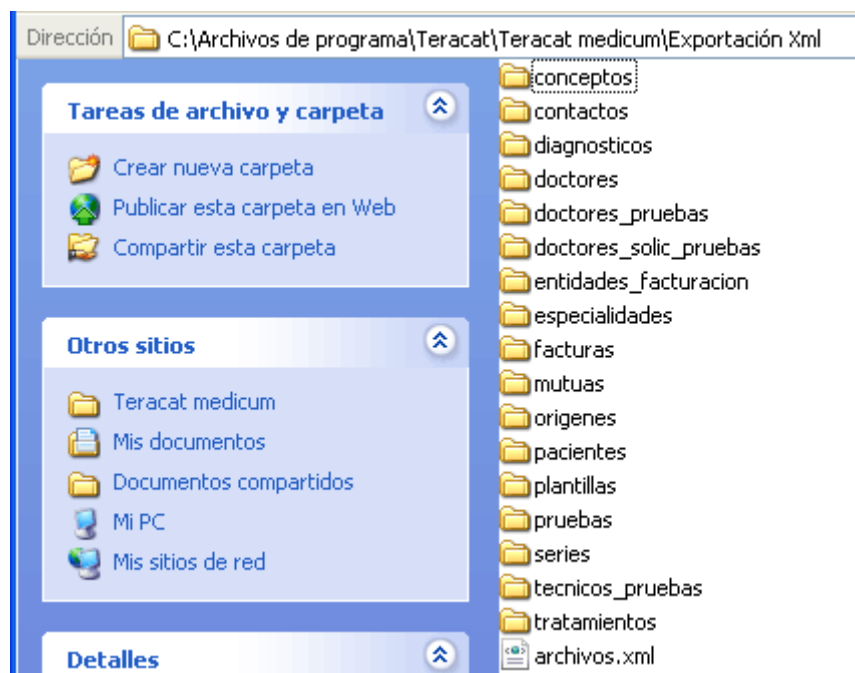 Dirección C:\Archivos de programa\Teracat\Teracat medicum\Exportación Xml
Tareas de archivo y carpeta
Crear nueva carpeta
Publicar esta carpeta en Web
Compartir esta carpeta
Otros sitios
Teracat medicum
Mis documentos
Documentos compartidos
Mi PC
Mis sitios de red
Detalles
conceptos
contactos
diagnosticos
doctores
doctores_pruebas
doctores_solic_pruebas
entidades_facturacion
especialidades
facturas
mutuas
origenes
pacientes
plantillas
pruebas
series
tecnicos_pruebas
tratamientos
archivos.xml